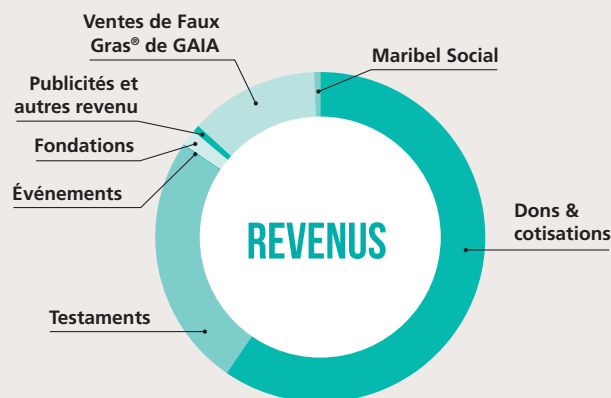 Ventes de Faux
Gras® de GAIA
Maribel Social
Publicités et
autres revenu
Fondations
Événements
REVENUS
Dons &
cotisations
Testaments